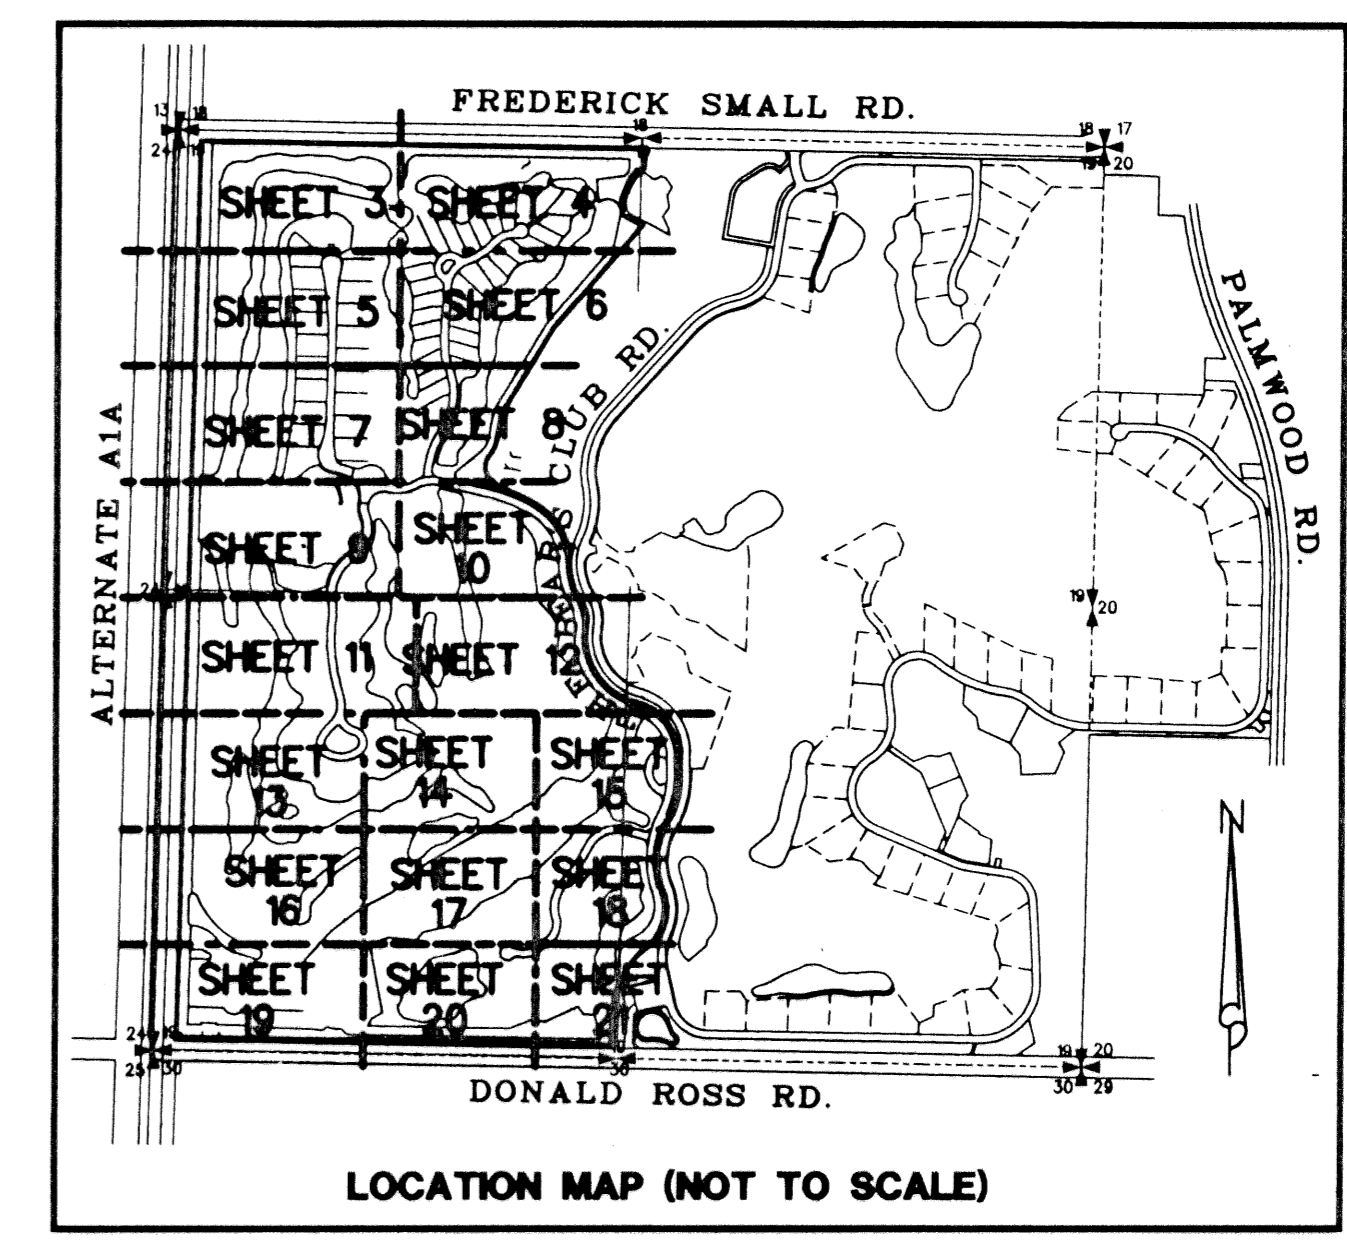 FREDERICK SMALL RD.
13 18
18
18 17
24 19
19 20
SHEET 3
SHEET 4
SHEET 5
SHEET 6
PALMWOOD RD.
CLUB RD.
SHEET 7
SHEET 8
ALTERNATE A1A
SHEET 9
SHEET
10
19 20
SHEET 11
SHEET 12
SHEET
13
SHEET
14
SHEET
15
N
SHEET
16
SHEET
17
SHEE
18
SHEET
19
SHEET
20
SHEET
21
24 19
25 30
30
19 20
30 29
DONALD ROSS RD.
LOCATION MAP (NOT TO SCALE)